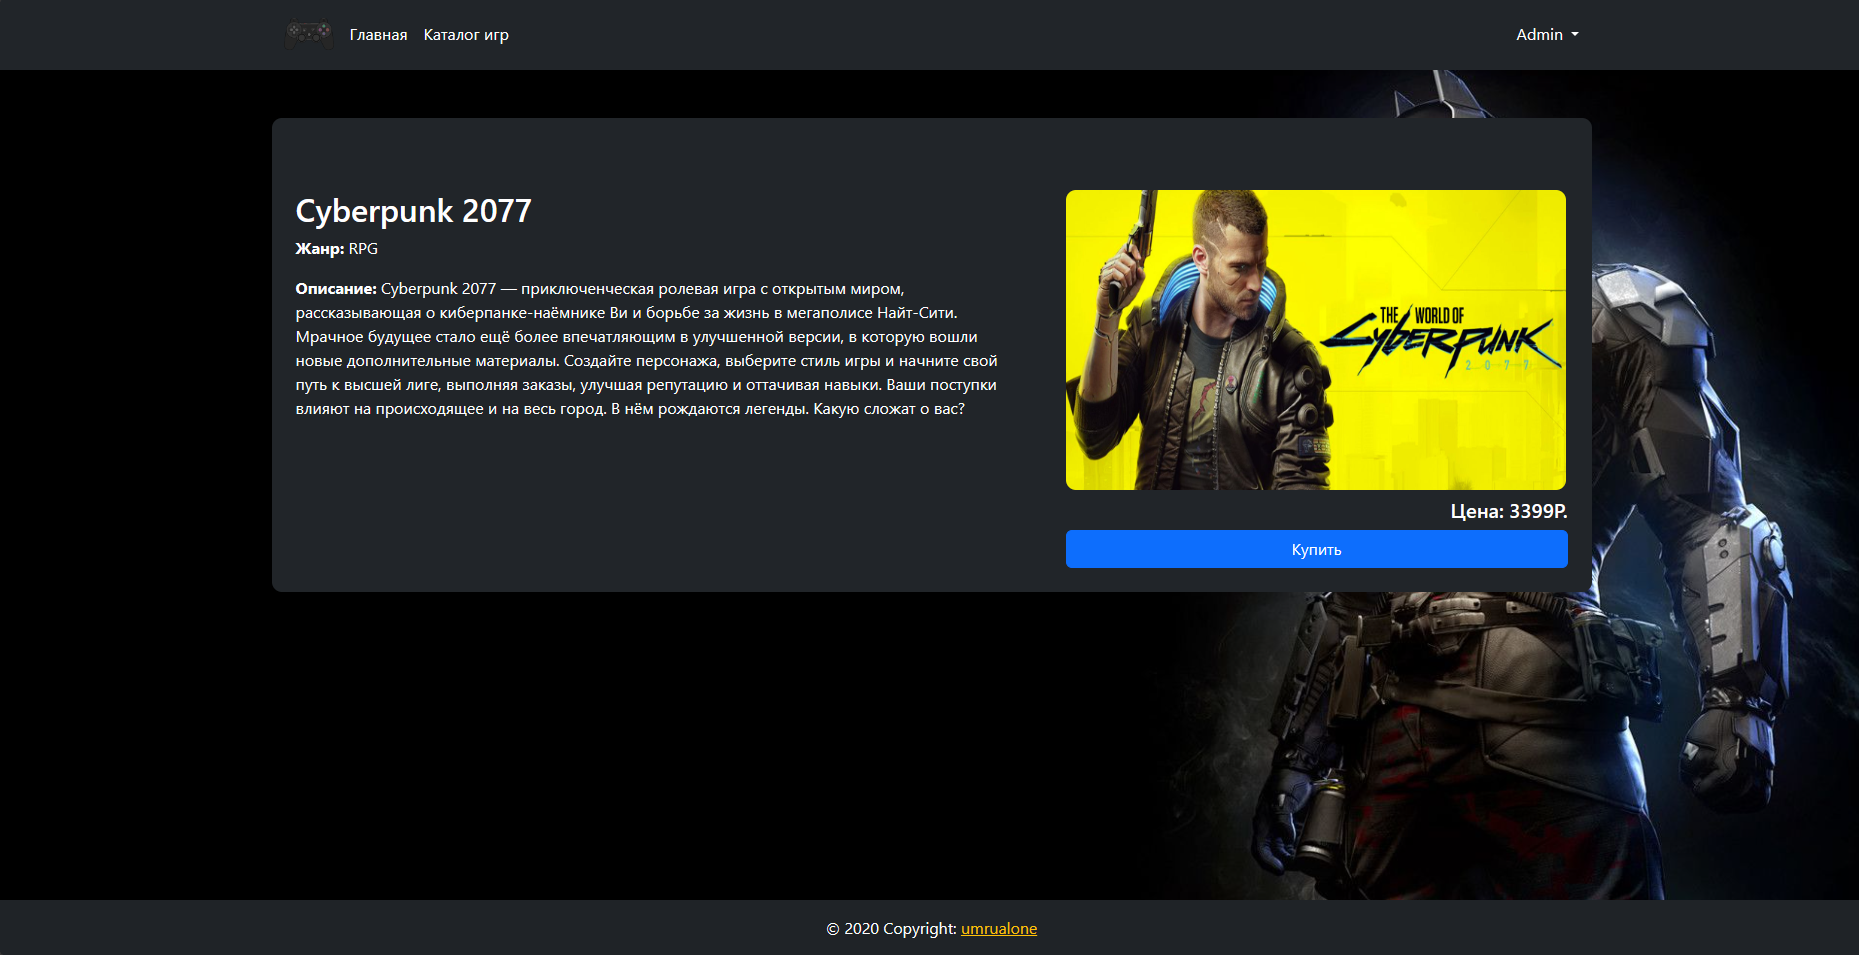 Главная
Каталог игр
Admin
Cyberpunk 2077
Жанр: RPG
Описание: Cyberpunk 2077 — приключенческая ролевая игра с открытым миром,
рассказывающая о киберпанке-наёмнике Ви и борьбе за жизнь в мегаполисе Найт-Сити.
Мрачное будущее стало ещё более впечатляющим в улучшенной версии, в которую вошли
новые дополнительные материалы. Создайте персонажа, выберите стиль игры и начните свой
путь к высшей лиге, выполняя заказы, улучшая репутацию и оттачивая навыки. Ваши поступки
влияют на происходящее и на весь город. В нём рождаются легенды. Какую сложат о вас?
THE WORLD OF
CYBERPUNK
2077
Цена: 3399Р.
Купить
© 2020 Copyright: umrualone